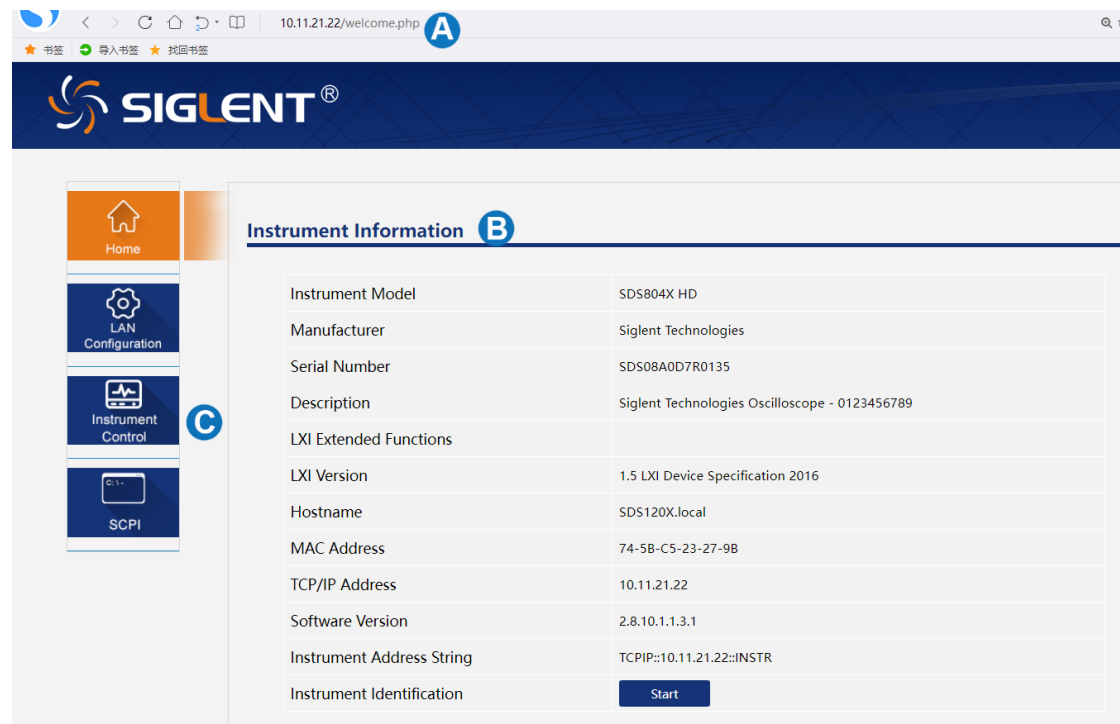 10.11.21.22/welcome.php A
书签 导入书签 找回书签
SIGLENT®
Home
LAN
Configuration
Instrument
Control
C
C:\-
SCPI
Instrument Information B
Instrument Model SDS804X HD
Manufacturer Siglent Technologies
Serial Number SDS08A0D7R0135
Description Siglent Technologies Oscilloscope - 0123456789
LXI Extended Functions
LXI Version 1.5 LXI Device Specification 2016
Hostname SDS120X.local
MAC Address 74-5B-C5-23-27-9B
TCP/IP Address 10.11.21.22
Software Version 2.8.10.1.1.3.1
Instrument Address String TCPIP::10.11.21.22::INSTR
Instrument Identification Start